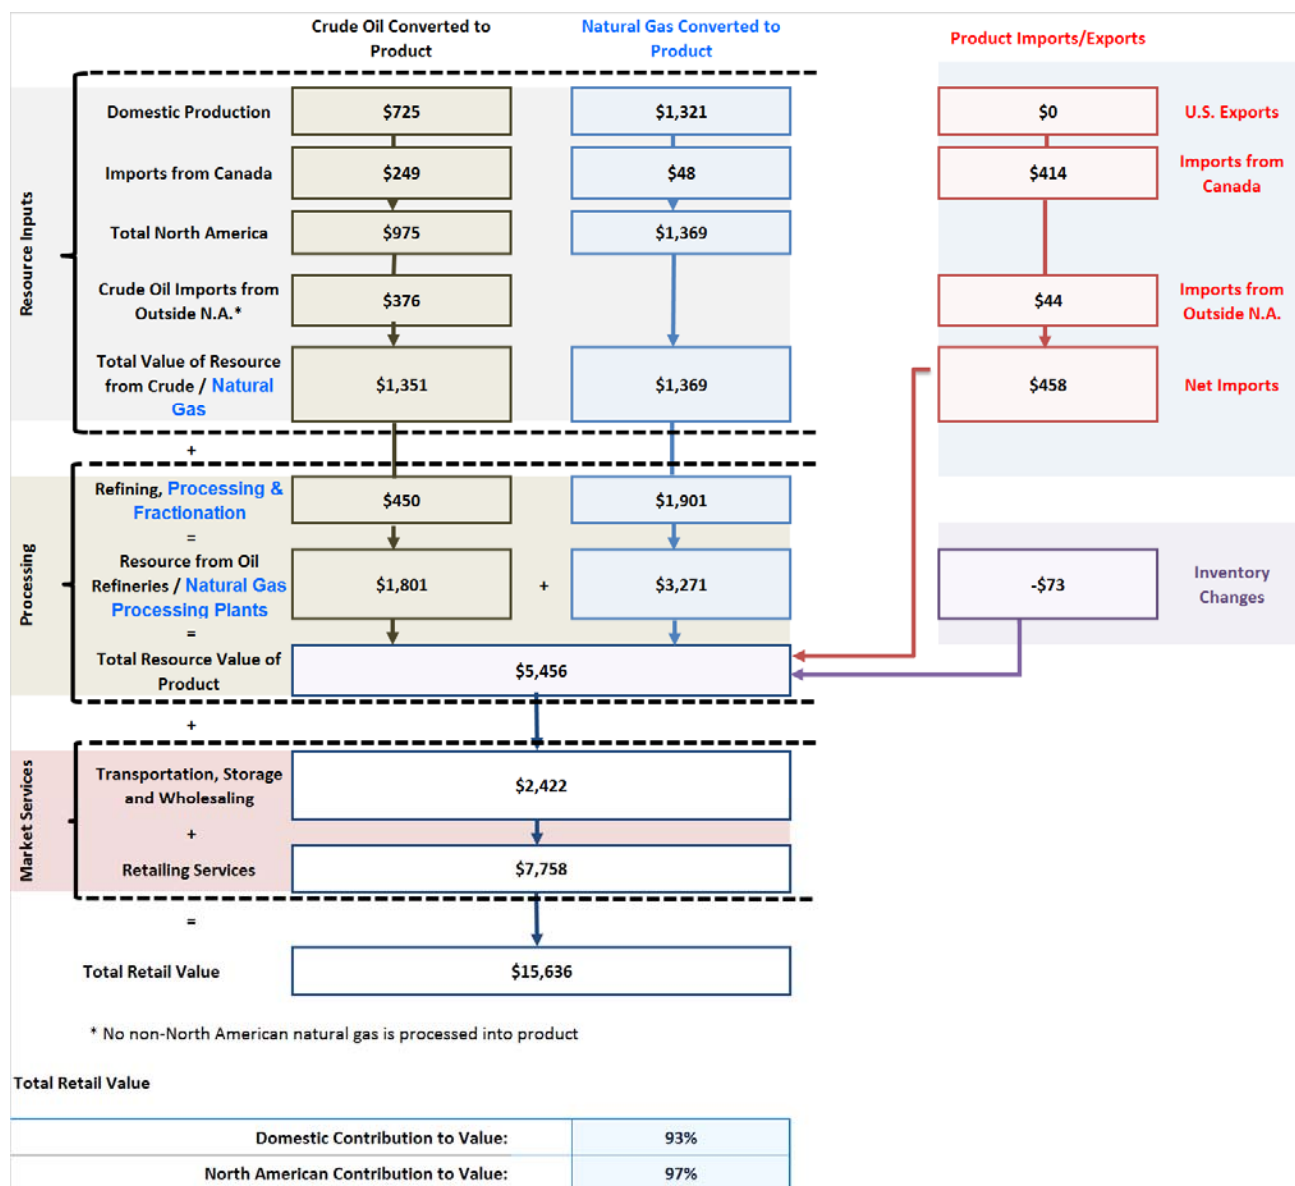 Crude Oil Converted to
Product
Natural Gas Converted to
Product
Product Imports/Exports
Resource Inputs
Domestic Production
$725
$1,321
$0
U.S. Exports
Imports from Canada
$249
$48
$414
Imports from
Canada
Total North America
$975
$1,369
Crude Oil Imports from
Outside N.A.*
$376
$44
Imports from
Outside N.A.
Total Value of Resource
from Crude / Natural
Gas
$1,351
$1,369
$458
Net Imports
+
Processing
Refining, Processing &
Fractionation
$450
$1,901
=
Resource from Oil
Refineries / Natural Gas
Processing Plants
$1,801
+
$3,271
-$73
Inventory
Changes
=
Total Resource Value of
Product
$5,456
+
Market Services
Transportation, Storage
and Wholesaling
$2,422
+
Retailing Services
$7,758
=
Total Retail Value
$15,636
* No non-North American natural gas is processed into product
Total Retail Value
Domestic Contribution to Value:
93%
North American Contribution to Value:
97%